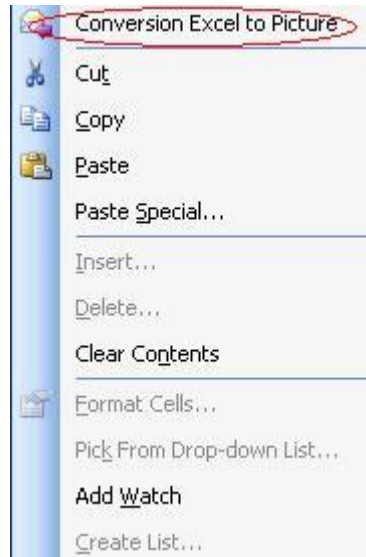 Conversion Excel to Picture
Cut
Copy
Paste
Paste Special...
Insert...
Delete...
Clear Contents
Format Cells...
Pick From Drop-down List...
Add Watch
Create List...